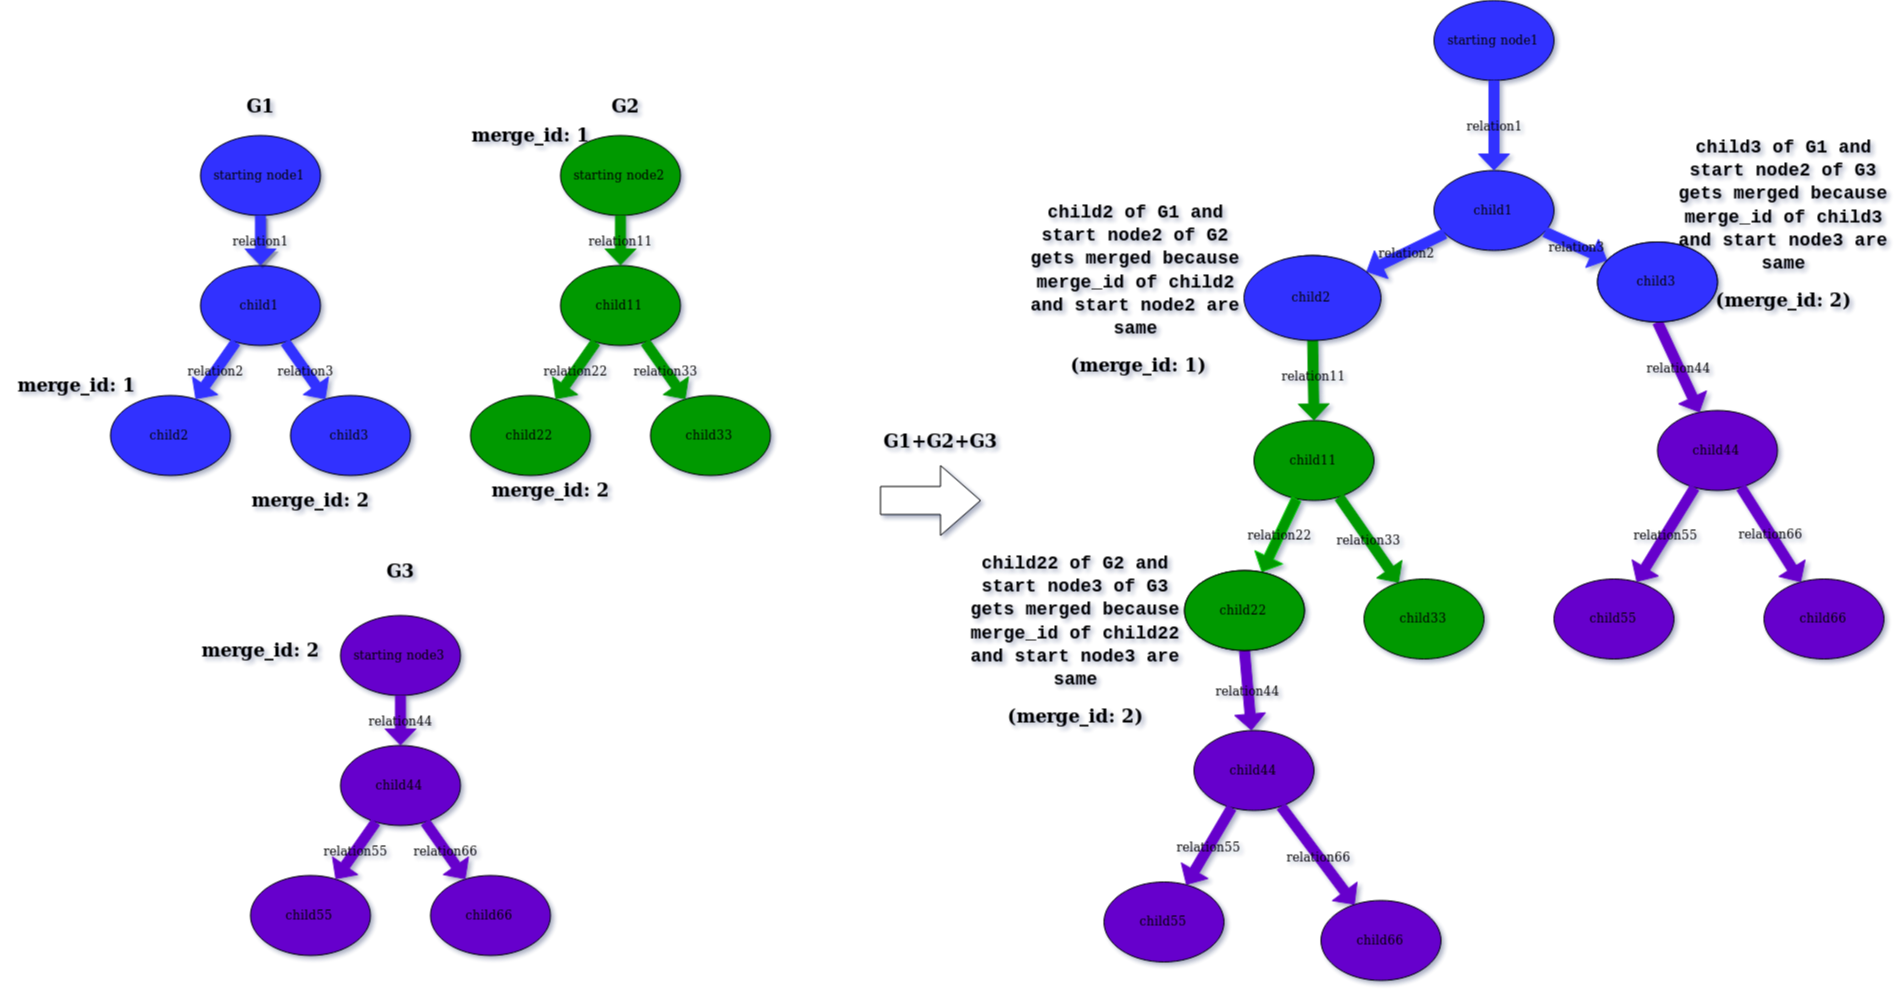 G1
starting node1
relation1
child1
relation2
relation3
merge_id: 1
child2
child3
merge_id: 2
G2
merge_id: 1
starting node2
relation11
child11
relation22
relation33
child22
child33
merge_id: 2
G3
merge_id: 2
starting node3
relation44
child44
relation55
relation66
child55
child66
G1+G2+G3
starting node1
relation1
child1
relation2
relation3
child2
child3
child2 of G1 and
start node2 of G2
gets merged because
merge_id of child2
and start node2 are
same
(merge_id: 1)
child3 of G1 and
start node2 of G3
gets merged because
merge_id of child3
and start node3 are
same
(merge_id: 2)
relation11
child11
relation22
relation33
child22
child33
child22 of G2 and
start node3 of G3
gets merged because
merge_id of child22
and start node3 are
same
(merge_id: 2)
relation44
child44
relation55
relation66
child55
child66
relation44
child44
relation55
relation66
child55
child66